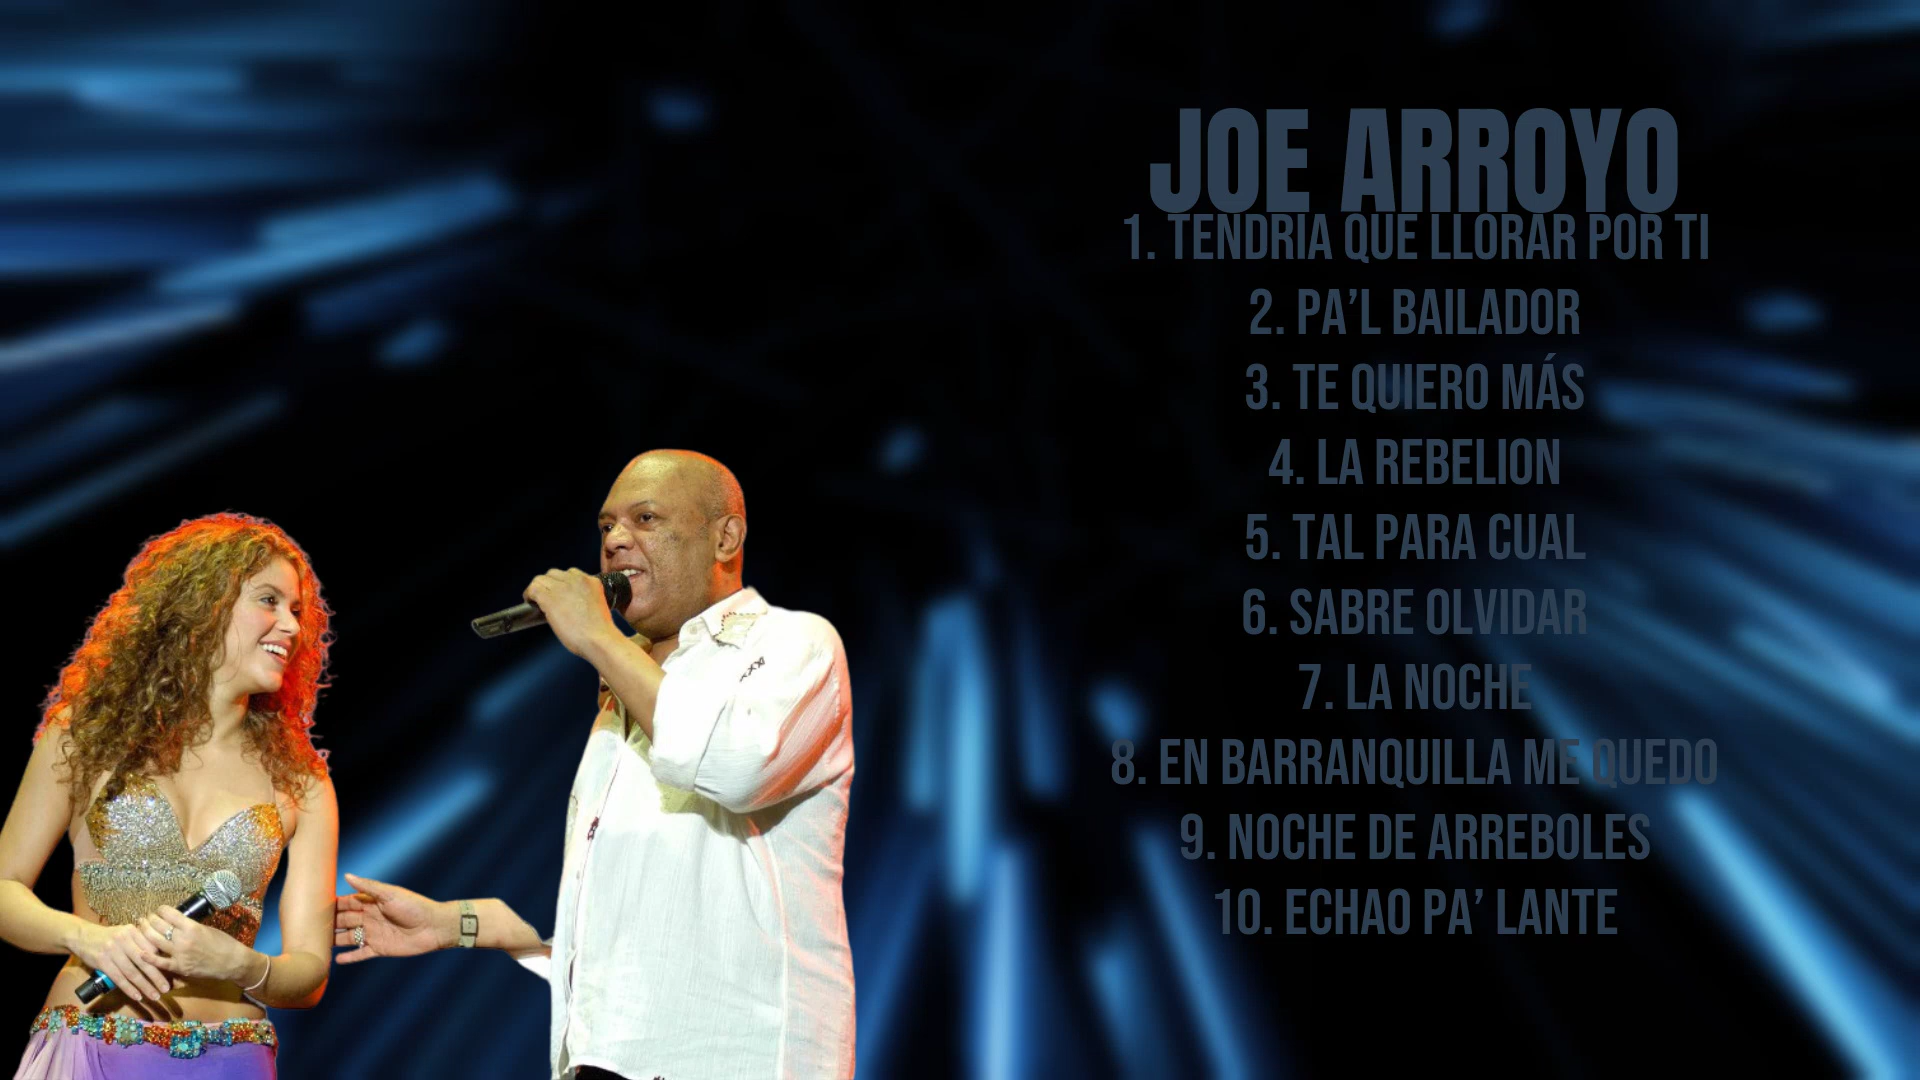 JOE ARROYO
1. TENDRIA QUE LLORAR POR TI
2. PA’L BAILADOR
3. TE QUIERO MÁS
4. LA REBELION
5. TAL PARA CUAL
6. SABRE OLVIDAR
7. LA NOCHE
8. EN BARRANQUILLA ME QUEDO
9. NOCHE DE ARREBOLES
10. ECHAO PA’ LANTE